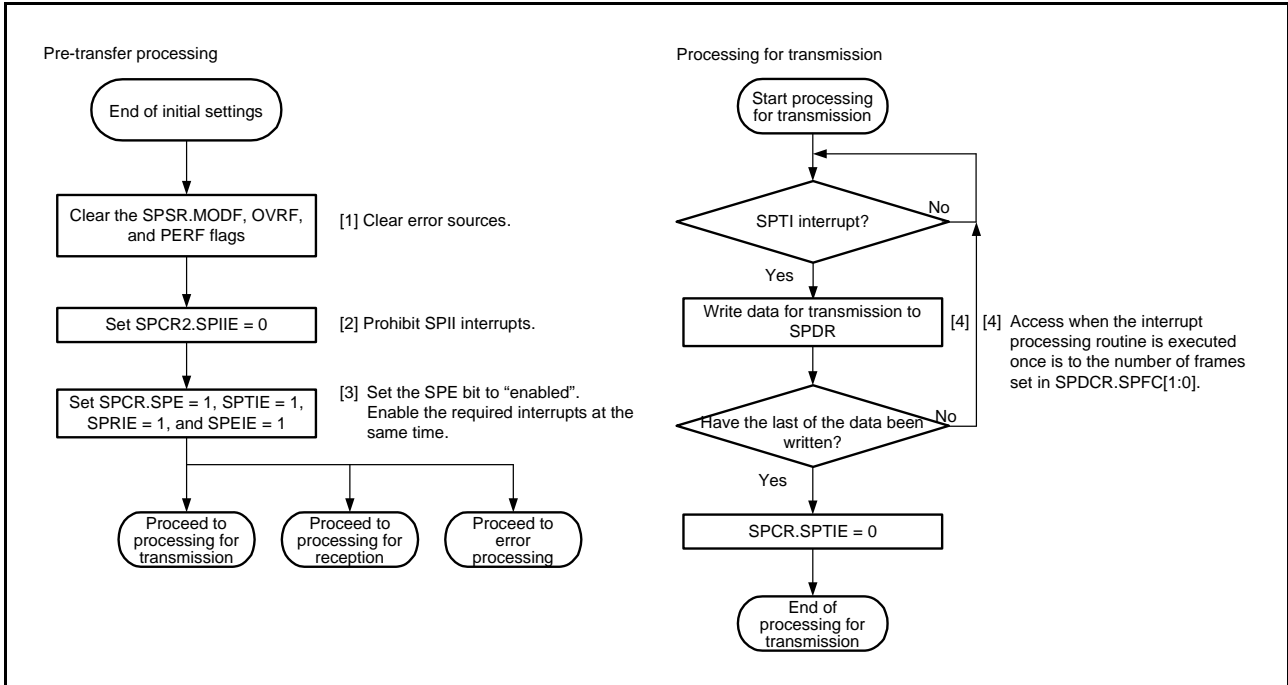 Pre-transfer processing
End of initial settings
Clear the SPSR.MODF, OVRF,
and PERF flags
[1] Clear error sources.
Set SPCR2.SPIIE = 0
[2] Prohibit SPII interrupts.
Set SPCR.SPE = 1, SPTIE = 1,
SPRIE = 1, and SPEIE = 1
[3] Set the SPE bit to “enabled”.
Enable the required interrupts at the
same time.
Proceed to
processing for
transmission
Proceed to
processing for
reception
Proceed to
error
processing
Processing for transmission
Start processing
for transmission
SPTI interrupt?
No
Yes
Write data for transmission to
SPDR
[4]
[4] Access when the interrupt
processing routine is executed
once is to the number of frames
set in SPDCR.SPFC[1:0].
Have the last of the data been
written?
No
Yes
SPCR.SPTIE = 0
End of
processing for
transmission